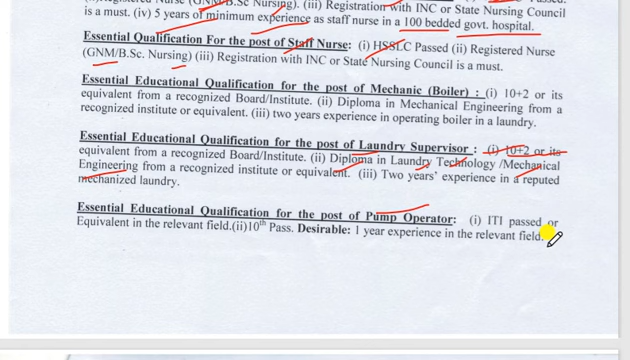 Nurse (GNM/B.Sc Nursing). (iii) Registration with INC or State Nursing Council
is a must. (iv) 5 years of minimum experience as staff nurse in a 100 bedded govt. hospital.
Essential Qualification For the post of Staff Nurse: (i) HSSLC Passed (ii) Registered Nurse
(GNM/B.Sc. Nursing) (iii) Registration with INC or State Nursing Council is a must.
Essential Educational Qualification for the post of Mechanic (Boiler) : (i) 10+2 or its
equivalent from a recognized Board/Institute. (ii) Diploma in Mechanical Engineering from a
recognized institute or equivalent. (iii) two years experience in operating boiler in a laundry.
Essential Educational Qualification for the post of Laundry Supervisor : (i) 10+2 or its
equivalent from a recognized Board/Institute. (ii) Diploma in Laundry Technology /Mechanical
Engineering from a recognized institute or equivalent. (iii) Two years' experience in a reputed
mechanized laundry.
Essential Educational Qualification for the post of Pump Operator: (i) ITI passed or
Equivalent in the relevant field.(ii)10th Pass. Desirable: 1 year experience in the relevant field.